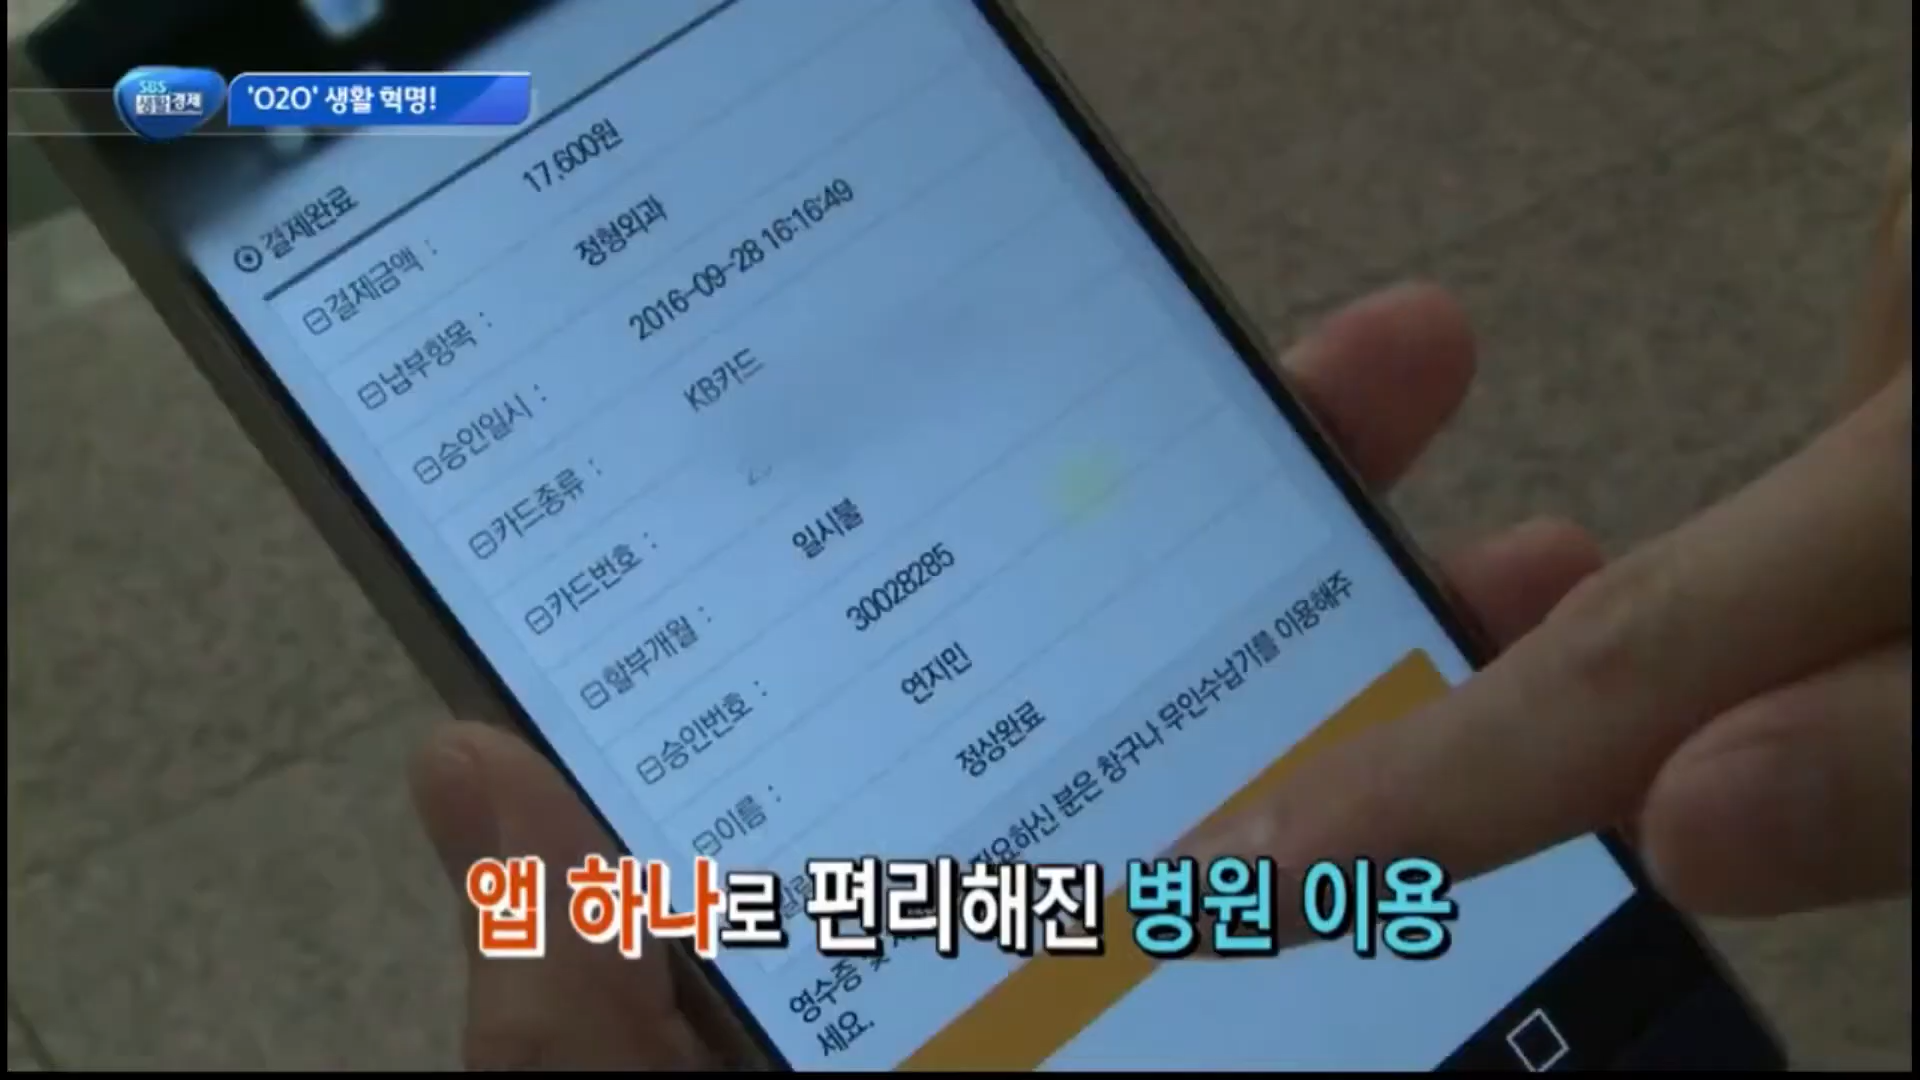 SBS
생활경제
'O2O' 생활 혁명!
결제완료
결제금액 : 17,600원
납부항목 : 정형외과
승인일시 : 2016-09-28 16:16:49
카드종류 : KB카드
카드번호 :
할부개월 : 일시불
승인번호 : 30028285
이름 : 연지민
정상완료
필요하신 분은 창구나 무인수납기를 이용해주
영수증 및
세요.
앱 하나로 편리해진 병원 이용